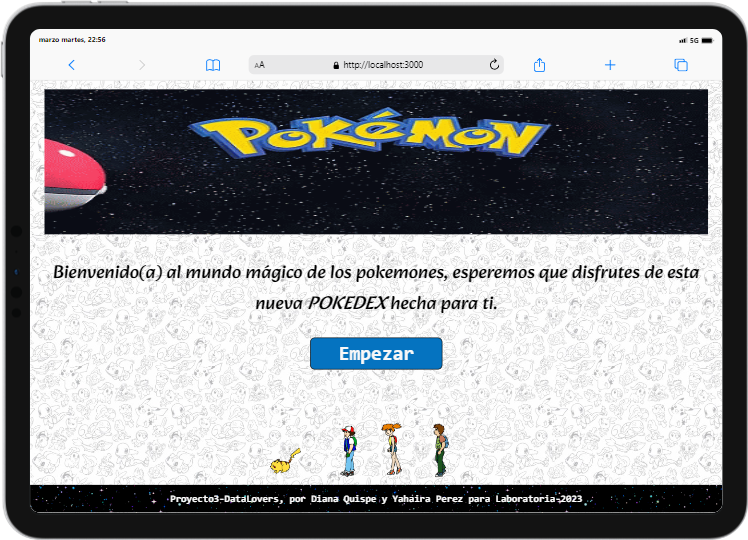 marzo martes, 22:56
5G
AA
http://localhost:3000
POKÉMON
Bienvenido(a) al mundo mágico de los pokemones, esperemos que disfrutes de esta
nueva POKEDEX hecha para ti.
Empezar
Proyecto3-DataLovers, por Diana Quispe y Yahaira Perez para Laboratoria-2023